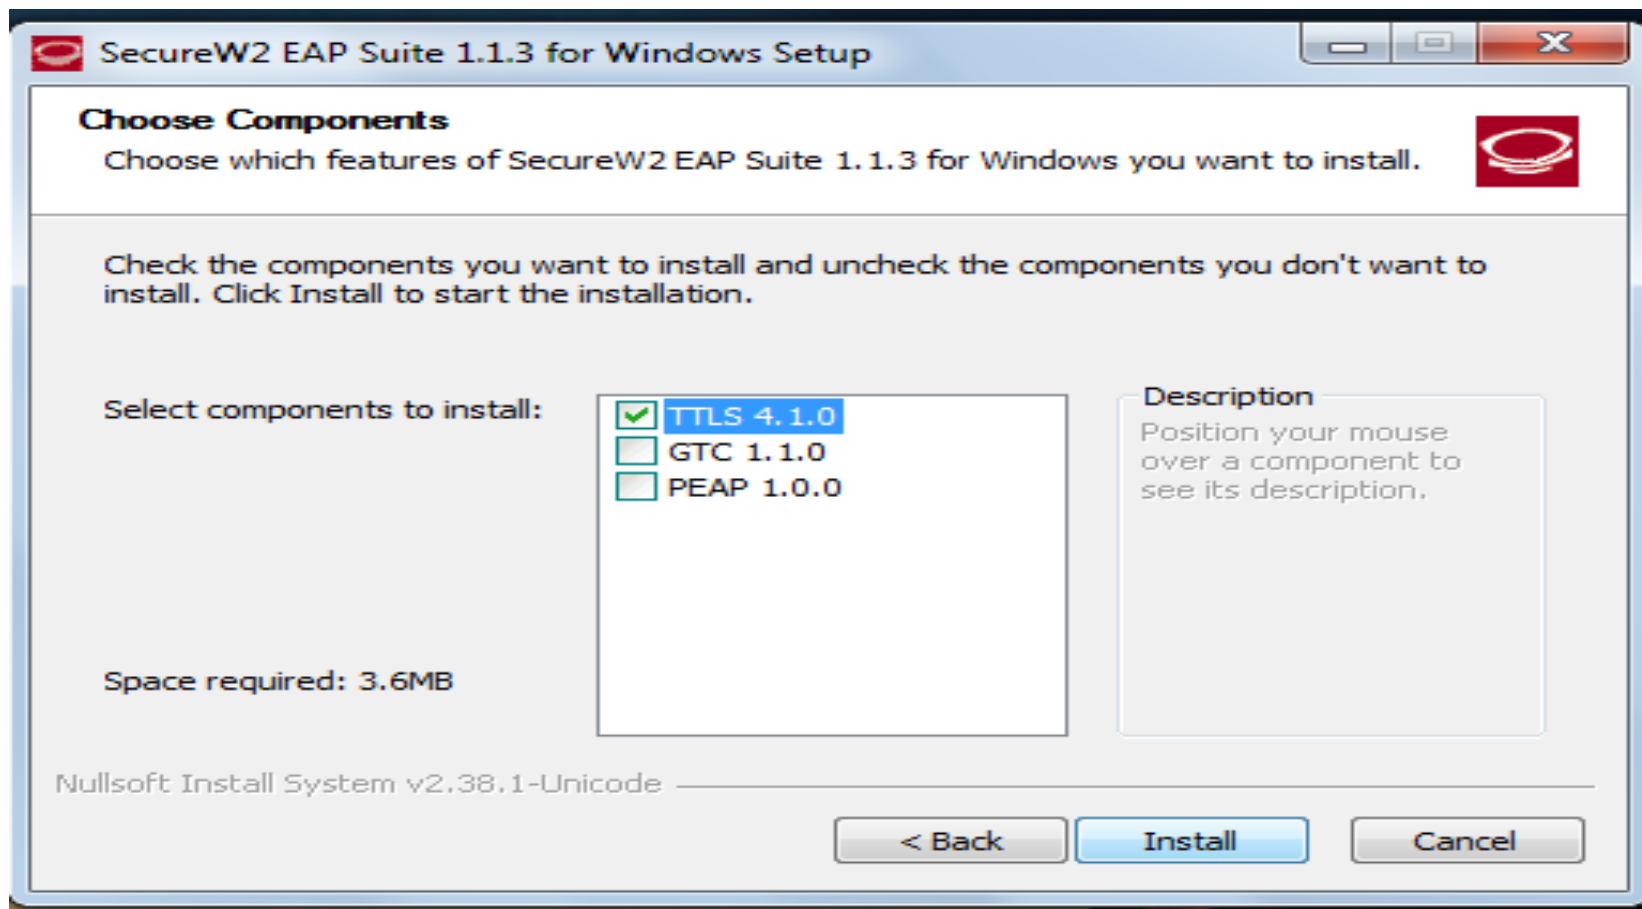 SecureW2 EAP Suite 1.1.3 for Windows Setup
Choose Components
Choose which features of SecureW2 EAP Suite 1.1.3 for Windows you want to install.
Check the components you want to install and uncheck the components you don't want to
install. Click Install to start the installation.
Select components to install:
TTLS 4.1.0
GTC 1.1.0
PEAP 1.0.0
Description
Position your mouse
over a component to
see its description.
Space required: 3.6MB
Nullsoft Install System v2.38.1-Unicode
< Back
Install
Cancel